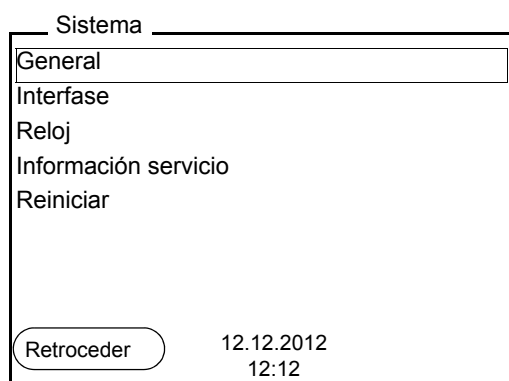 Sistema
General
Interfase
Reloj
Información servicio
Reiniciar
Retroceder
12.12.2012
12:12